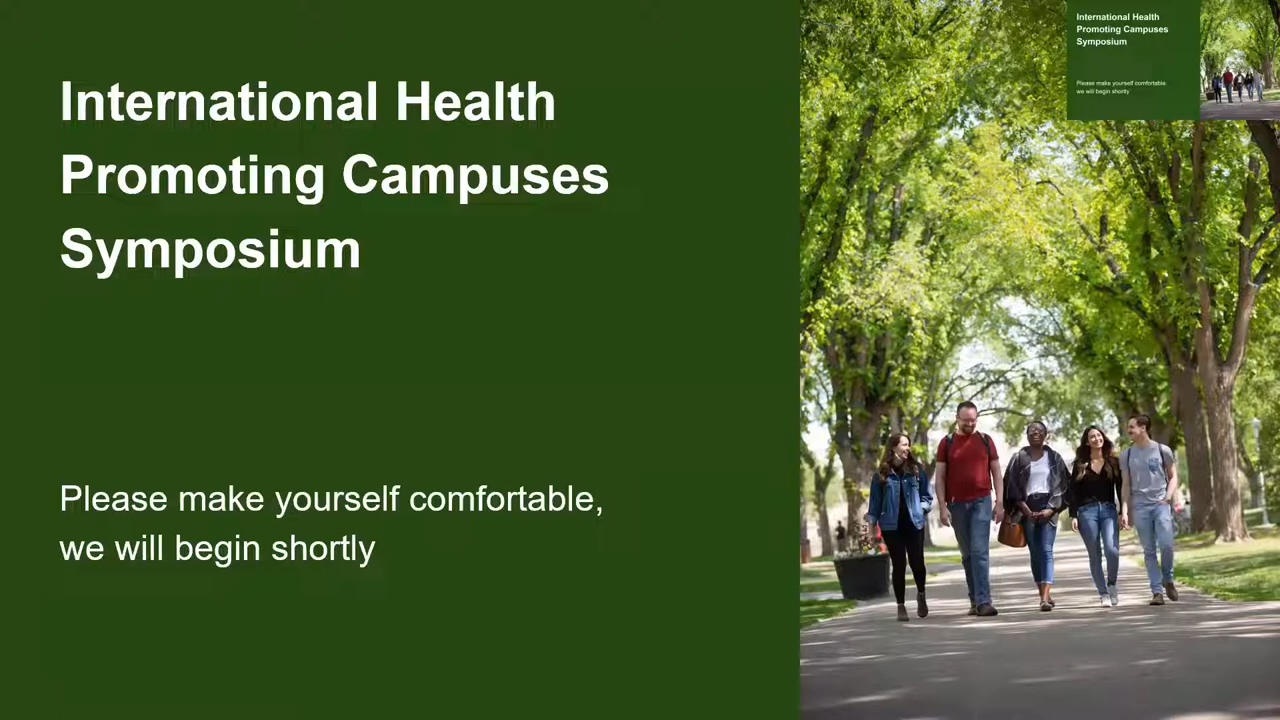 International Health
Promoting Campuses
Symposium
Please make yourself comfortable,
we will begin shortly
International Health
Promoting Campuses
Symposium
Please make yourself comfortable
we will begin shortly